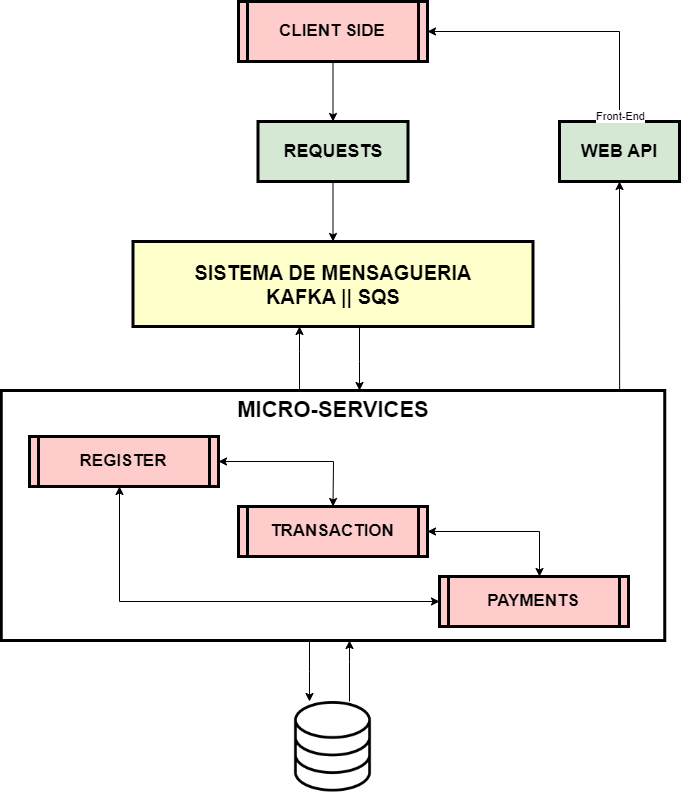 CLIENT SIDE
Front-End
REQUESTS
WEB API
SISTEMA DE MENSAGUERIA
KAFKA || SQS
MICRO-SERVICES
REGISTER
TRANSACTION
PAYMENTS